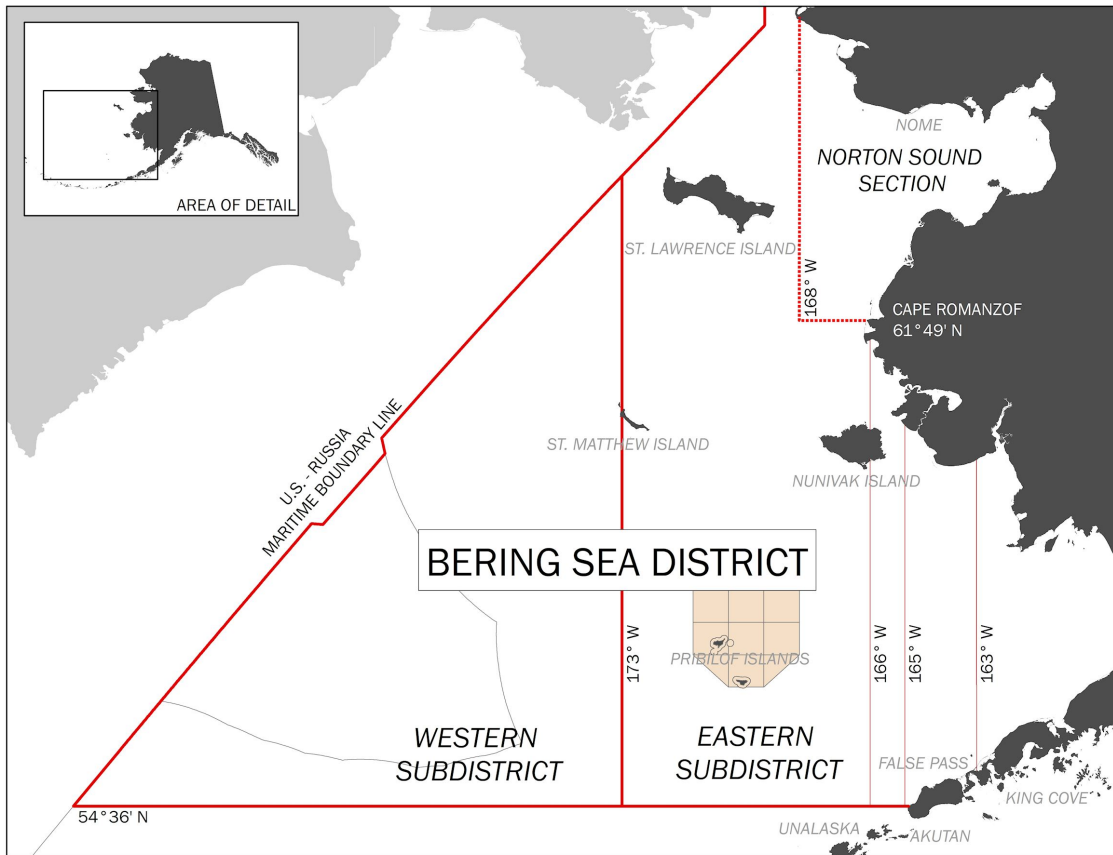 AREA OF DETAIL
NOME
NORTON SOUND
SECTION
ST. LAWRENCE ISLAND
168° W
CAPE ROMANZOF
61°49' N
U.S. - RUSSIA
MARITIME BOUNDARY LINE
ST. MATTHEW ISLAND
NUNIVAK ISLAND
BERING SEA DISTRICT
PRIBILOF ISLANDS
173° W
166° W
165° W
163° W
WESTERN
SUBDISTRICT
EASTERN
SUBDISTRICT
FALSE PASS
KING COVE
54°36' N
UNALASKA
AKUTAN